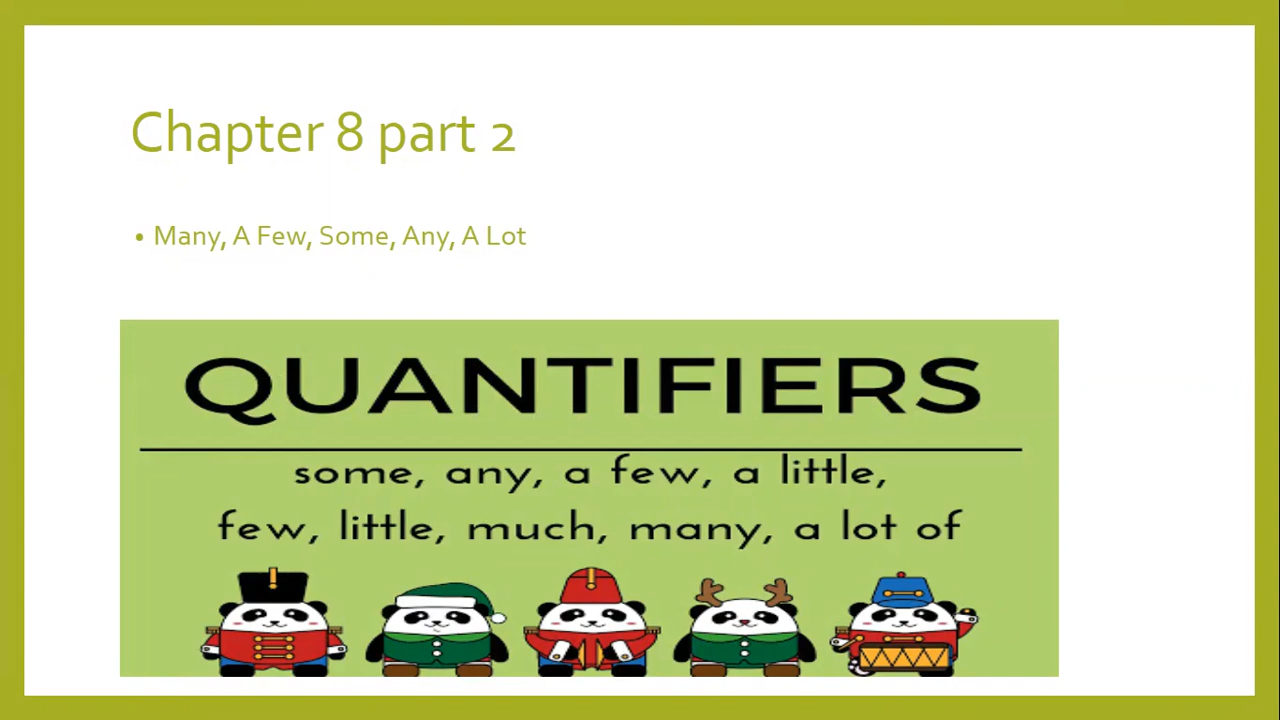 Chapter 8 part 2
• Many, A Few, Some, Any, A Lot
QUANTIFIERS
some, any, a few, a little,
few, little, much, many, a lot of